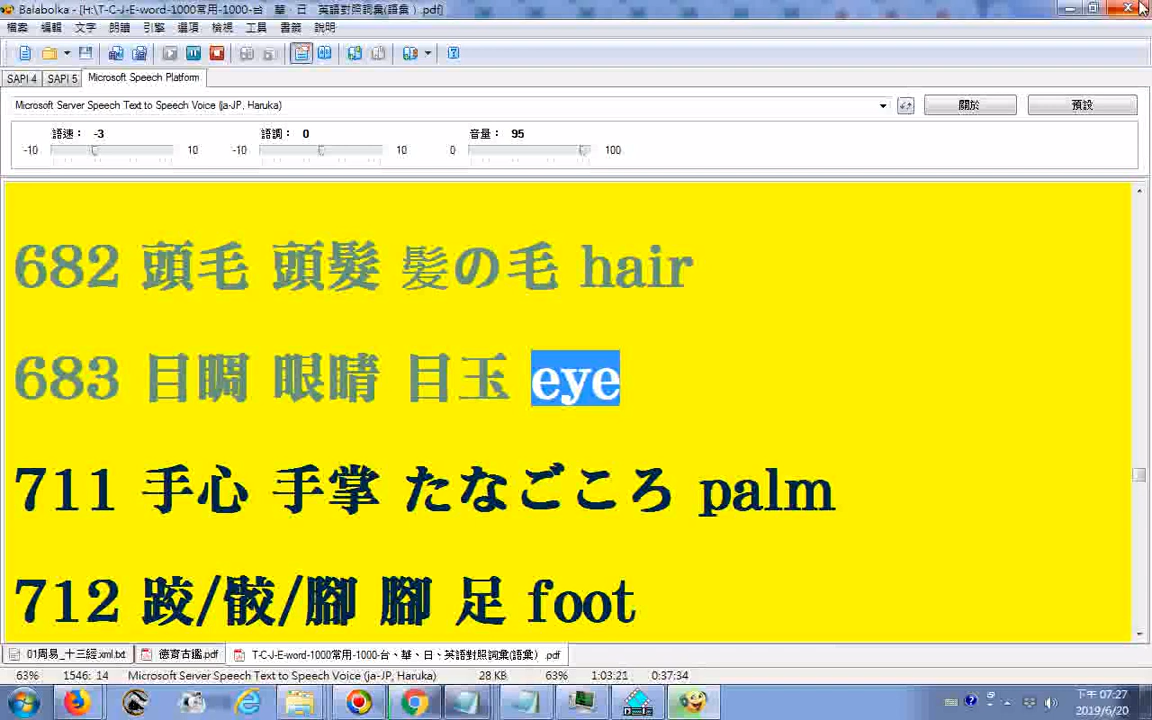 Balabolka - [H:\T-C-J-E-word-1000常用-1000-台、華、日、英語對照詞彙(語彙).pdf]
檔案 編輯 文字 朗讀 引擎 選項 檢視 工具 書籤 說明
SAPI 4 SAPI 5 Microsoft Speech Platform
Microsoft Server Speech Text to Speech Voice (ja-JP, Haruka) 關於 預設
語速: -3 語調: 0 音量: 95
-10 10 -10 10 0 100
682 頭毛 頭髮 髪の毛 hair
683 目睭 眼睛 目玉 eye
711 手心 手掌 たなごころ palm
712 跤/骹/腳 腳 足 foot
01周易_十三經.xml.txt 德育古鑑.pdf T-C-J-E-word-1000常用-1000-台、華、日、英語對照詞彙(語彙) .pdf
63% 1546: 14 Microsoft Server Speech Text to Speech Voice (ja-JP, Haruka) 28 KB 63% 1:03:21 0:37:34
下午 07:27
2019/6/20